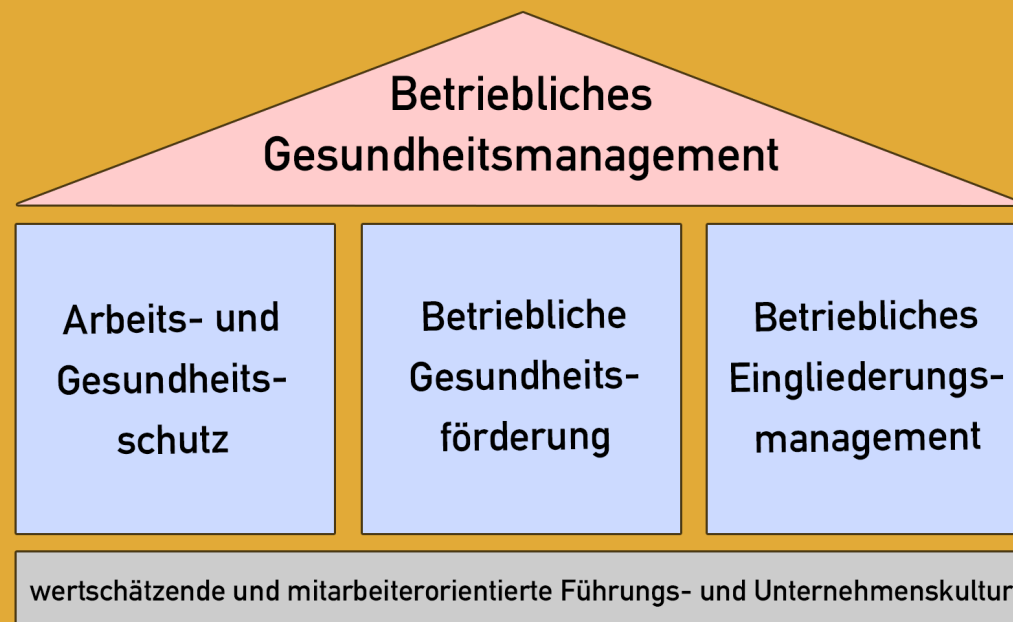 Betriebliches
Gesundheitsmanagement
Arbeits- und
Gesundheits-
schutz
Betriebliche
Gesundheits-
förderung
Betriebliches
Eingliederungs-
management
wertschätzende und mitarbeiterorientierte Führungs- und Unternehmenskultur